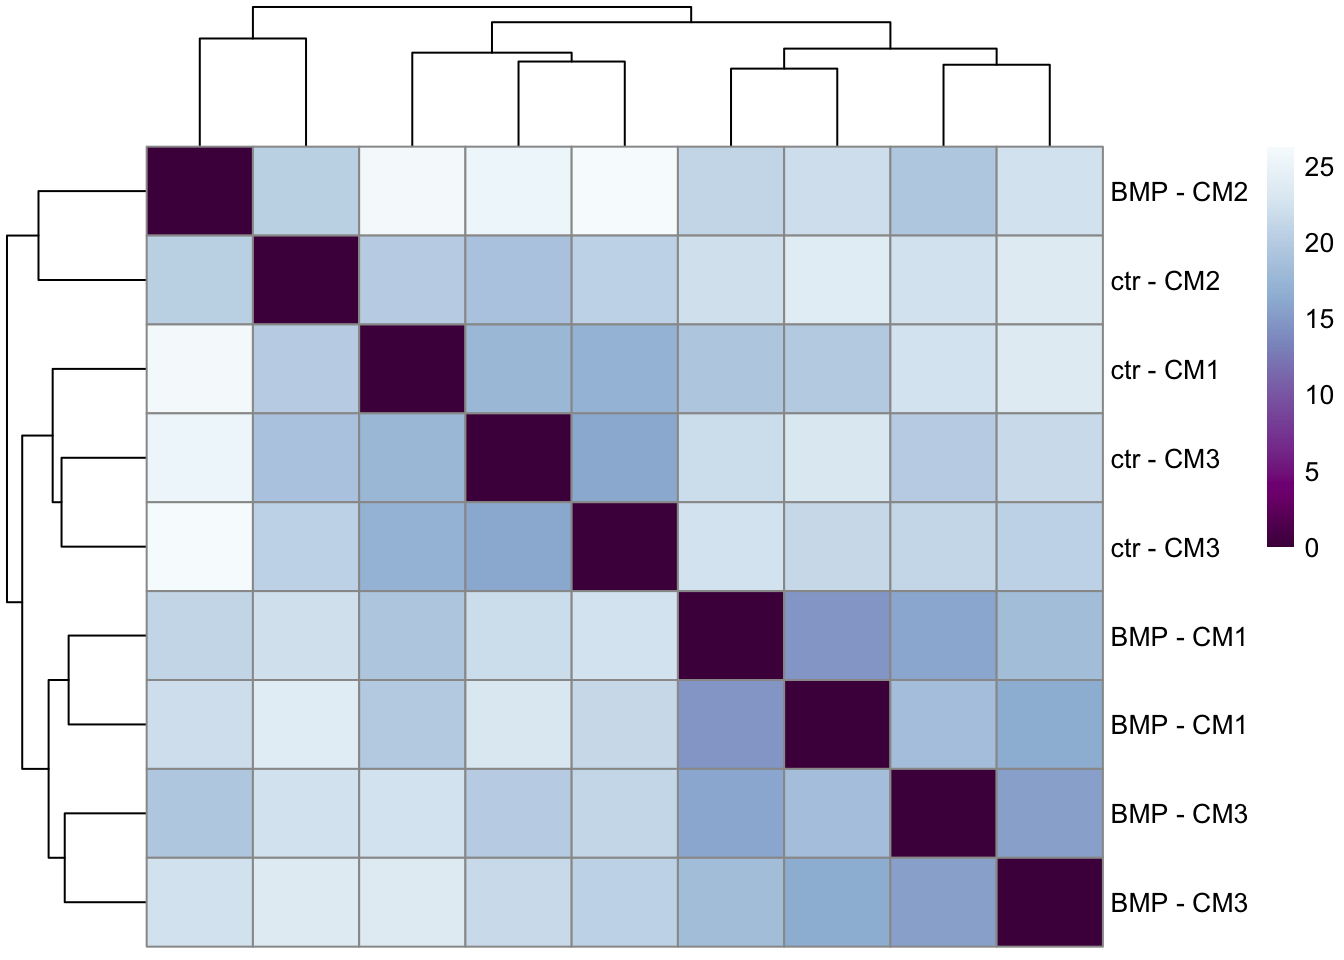 BMP - CM2
ctr - CM2
ctr - CM1
ctr - CM3
ctr - CM3
BMP - CM1
BMP - CM1
BMP - CM3
BMP - CM3
25
20
15
10
5
0